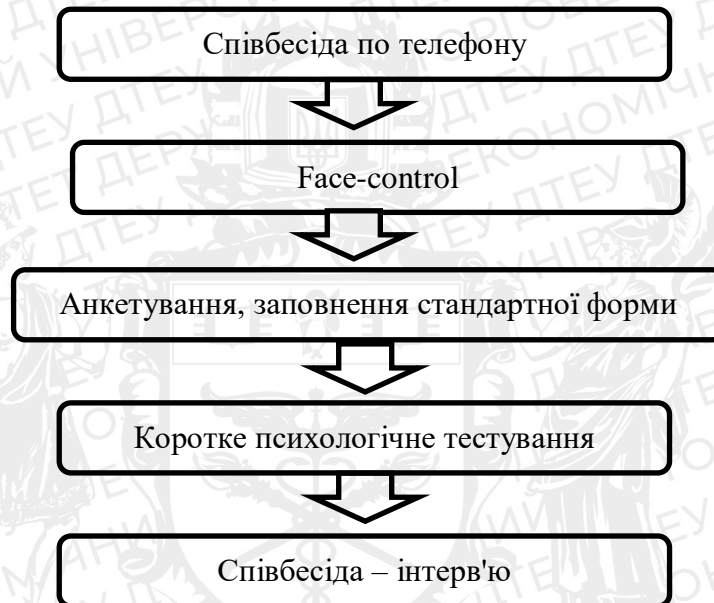 Співбесіда по телефону
Face-control
Анкетування, заповнення стандартної форми
Коротке психологічне тестування
Співбесіда – інтерв'ю